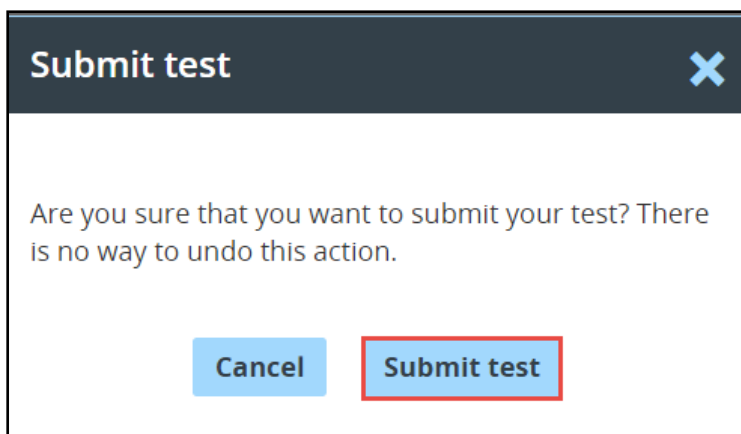 Submit test
Are you sure that you want to submit your test? There
is no way to undo this action.
Cancel
Submit test